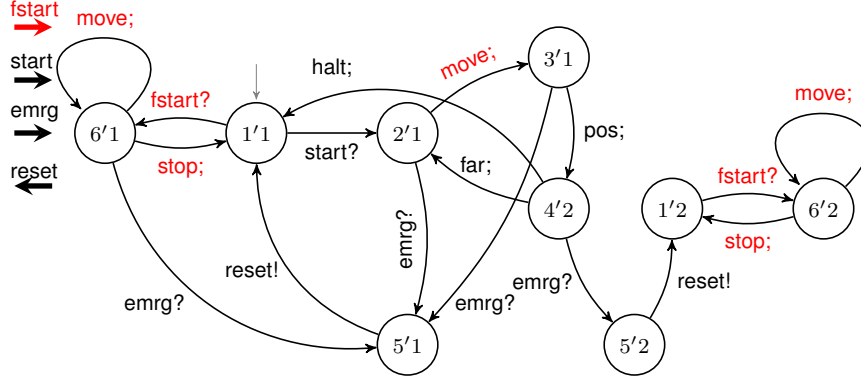 fstart
start
emrg
reset
move;
6′1
fstart?
stop;
1′1
halt;
start?
2′1
move;
3′1
pos;
far;
4′2
emrg?
reset!
emrg?
emrg?
emrg?
5′1
5′2
reset!
1′2
fstart?
stop;
move;
6′2